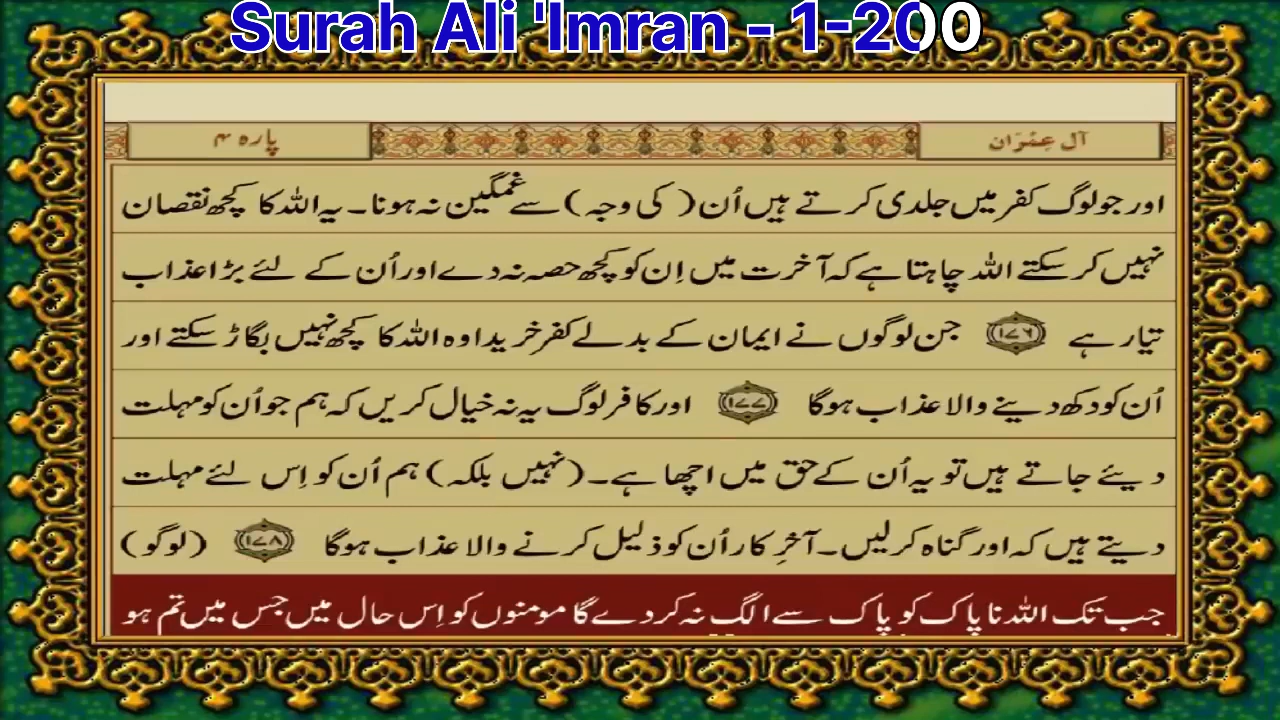 Surah Ali 'Imran - 1-200
آل عِمْرَان
پارہ ۴
اور جو لوگ کفر میں جلدی کرتے ہیں اُن ( کی وجہ ) سے غمگین نہ ہونا۔ یہ اللہ کا کچھ نقصان
نہیں کر سکتے اللہ چاہتا ہے کہ آخرت میں اِن کو کچھ حصہ نہ دے اور اُن کے لئے بڑا عذاب
تیار ہے ۱۷۶ جن لوگوں نے ایمان کے بدلے کفر خریدا وہ اللہ کا کچھ نہیں بگاڑ سکتے اور
اُن کو دکھ دینے والا عذاب ہوگا ۱۷۷ اور کافر لوگ یہ نہ خیال کریں کہ ہم جو اُن کو مہلت
دیئے جاتے ہیں تو یہ اُن کے حق میں اچھا ہے۔ (نہیں بلکہ) ہم اُن کو اِس لئے مہلت
دیتے ہیں کہ اور گناہ کرلیں۔ آخرِ کار اُن کو ذلیل کرنے والا عذاب ہوگا ۱۷۸ (لوگو)
جب تک اللہ ناپاک کو پاک سے الگ نہ کر دے گا مومنوں کو اِس حال میں جس میں تم ہو